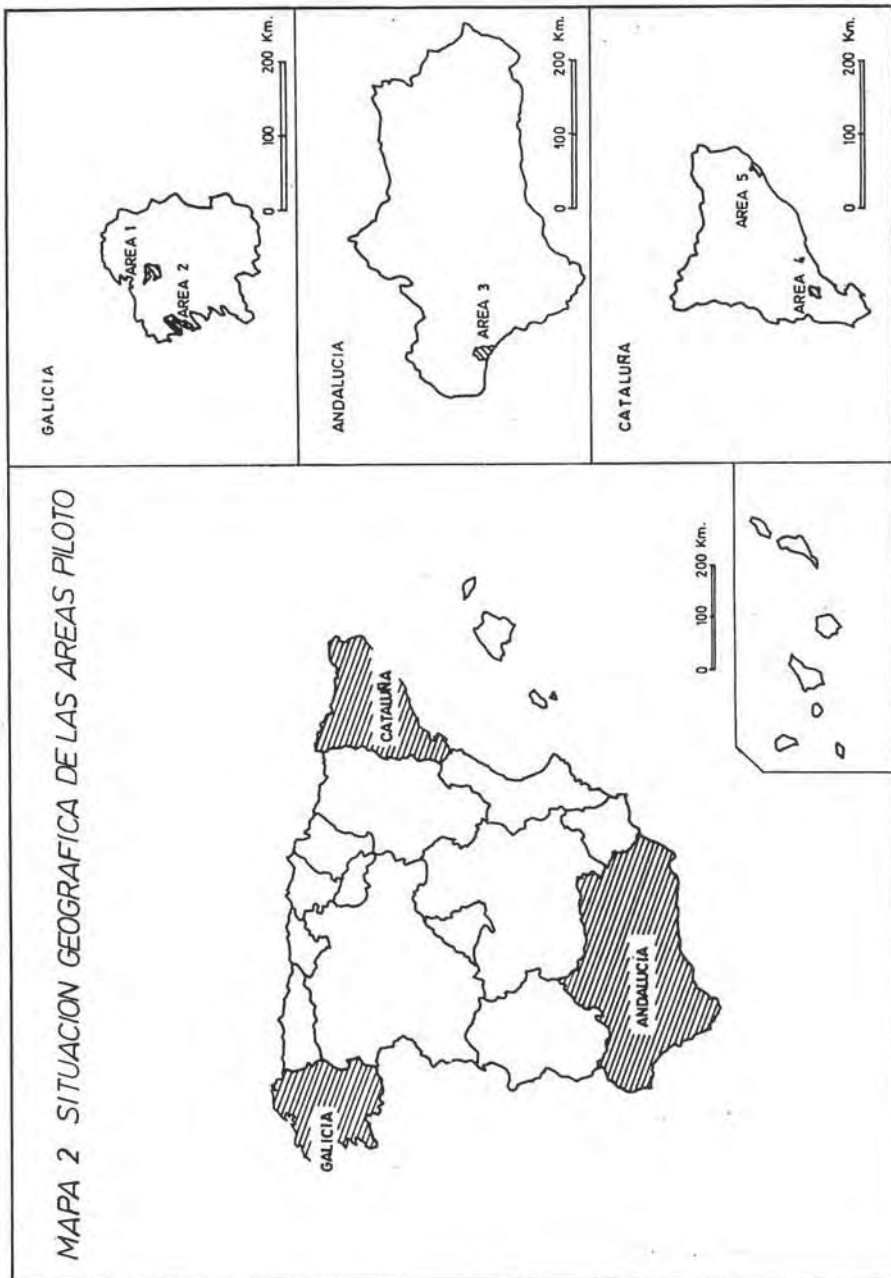 MAPA 2 SITUACION GEOGRAFICA DE LAS AREAS PILOTO
GALICIA
CATALUÑA
ANDALUCÍA
0 100 200 Km.
GALICIA
AREA 1
AREA 2
0 100 200 Km.
ANDALUCIA
AREA 3
0 100 200 Km.
CATALUÑA
AREA 4
AREA 5
0 100 200 Km.